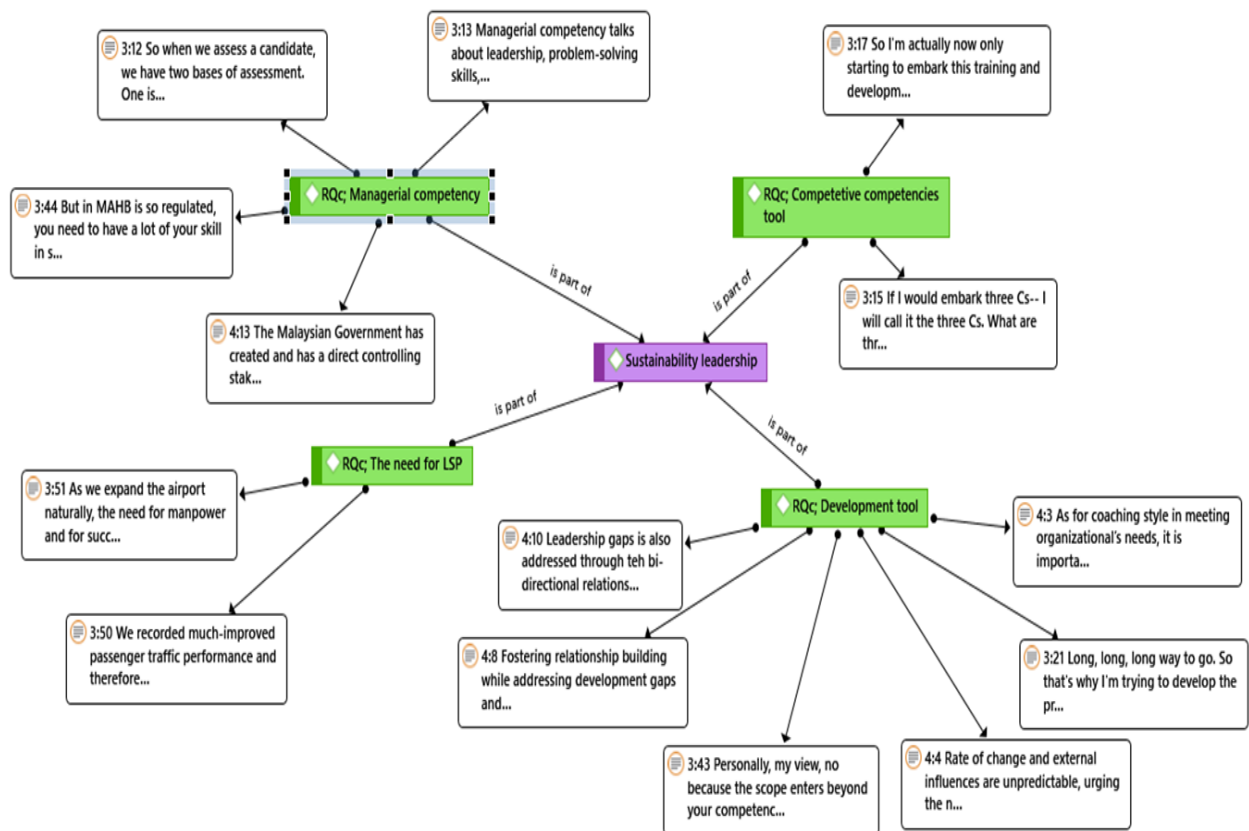 3:12 So when we assess a candidate,
we have two bases of assessment.
One is...
3:13 Managerial competency talks
about leadership, problem-solving
skills,...
3:17 So I'm actually now only
starting to embark this training and
developm...
RQc; Managerial competency
RQc; Competetive competencies
tool
3:44 But in MAHB is so regulated,
you need to have a lot of your skill
in s...
is part of
is part of
3:15 If I would embark three Cs-- I
will call it the three Cs. What are
thr...
4:13 The Malaysian Government has
created and has a direct controlling
stak...
Sustainability leadership
is part of
is part of
RQc; The need for LSP
3:51 As we expand the airport
naturally, the need for manpower
and for succ...
RQc; Development tool
4:10 Leadership gaps is also
addressed through teh bi-
directional relations...
4:3 As for coaching style in meeting
organizational's needs, it is
importa...
3:50 We recorded much-improved
passenger traffic performance and
therefore...
4:8 Fostering relationship building
while addressing development gaps
and...
3:21 Long, long, long way to go. So
that's why I'm trying to develop the
pr...
3:43 Personally, my view, no
because the scope enters beyond
your competenc...
4:4 Rate of change and external
influences are unpredictable, urging
the n...